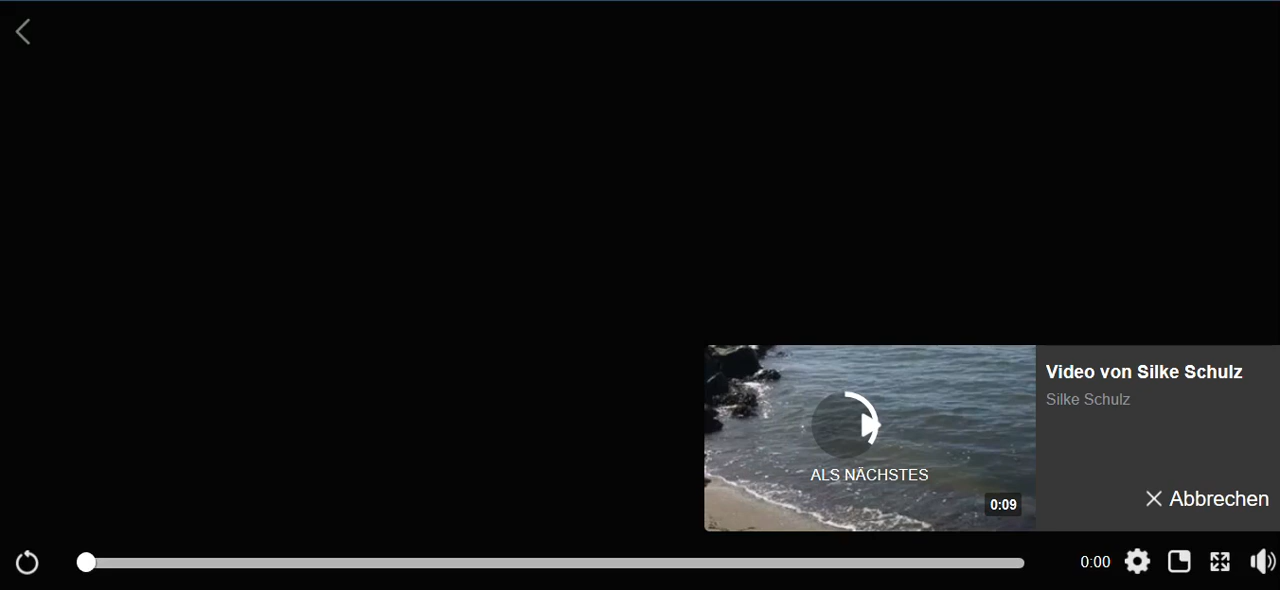 Video von Silke Schulz
Silke Schulz
ALS NÄCHSTES
0:09
Abbrechen
0:00